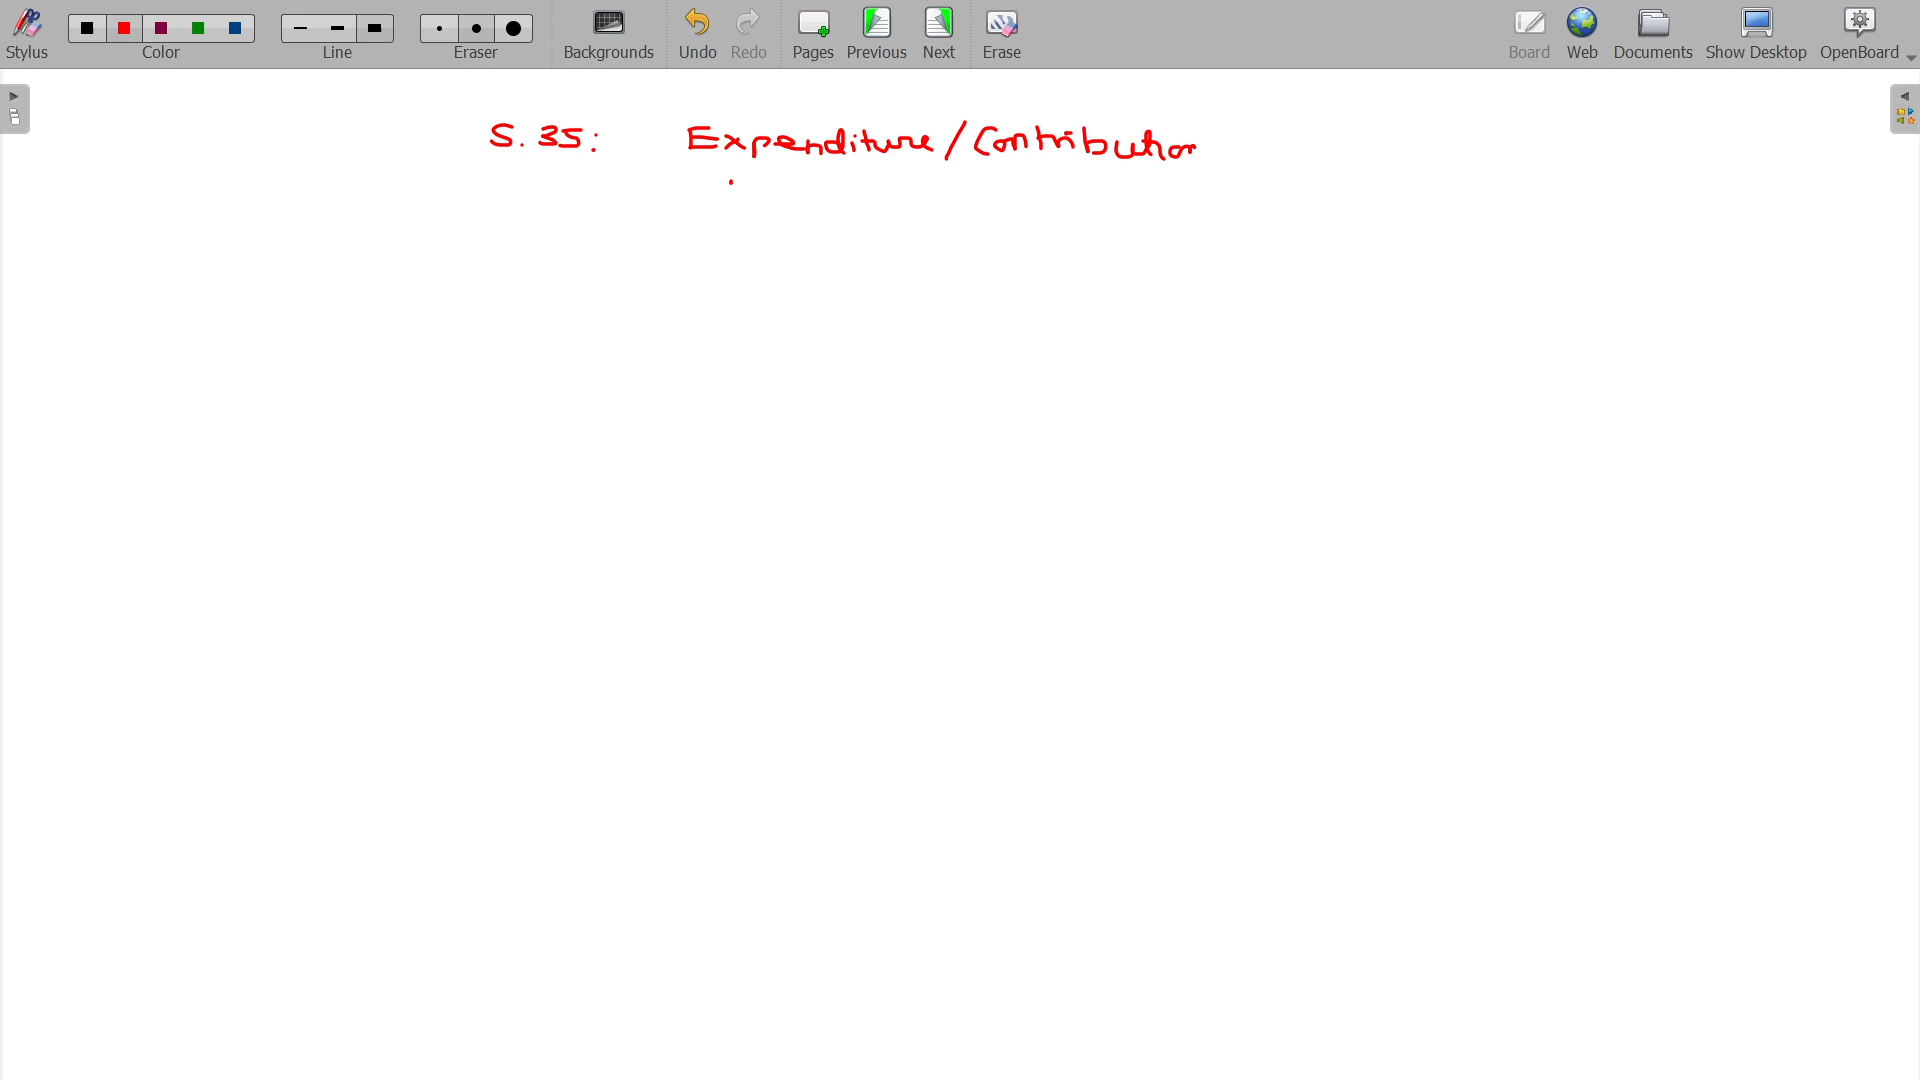 Stylus
Color
Line
Eraser
Backgrounds
Undo
Redo
Pages
Previous
Next
Erase
Board
Web
Documents
Show Desktop
OpenBoard
S. 35: Expenditure/Contribution